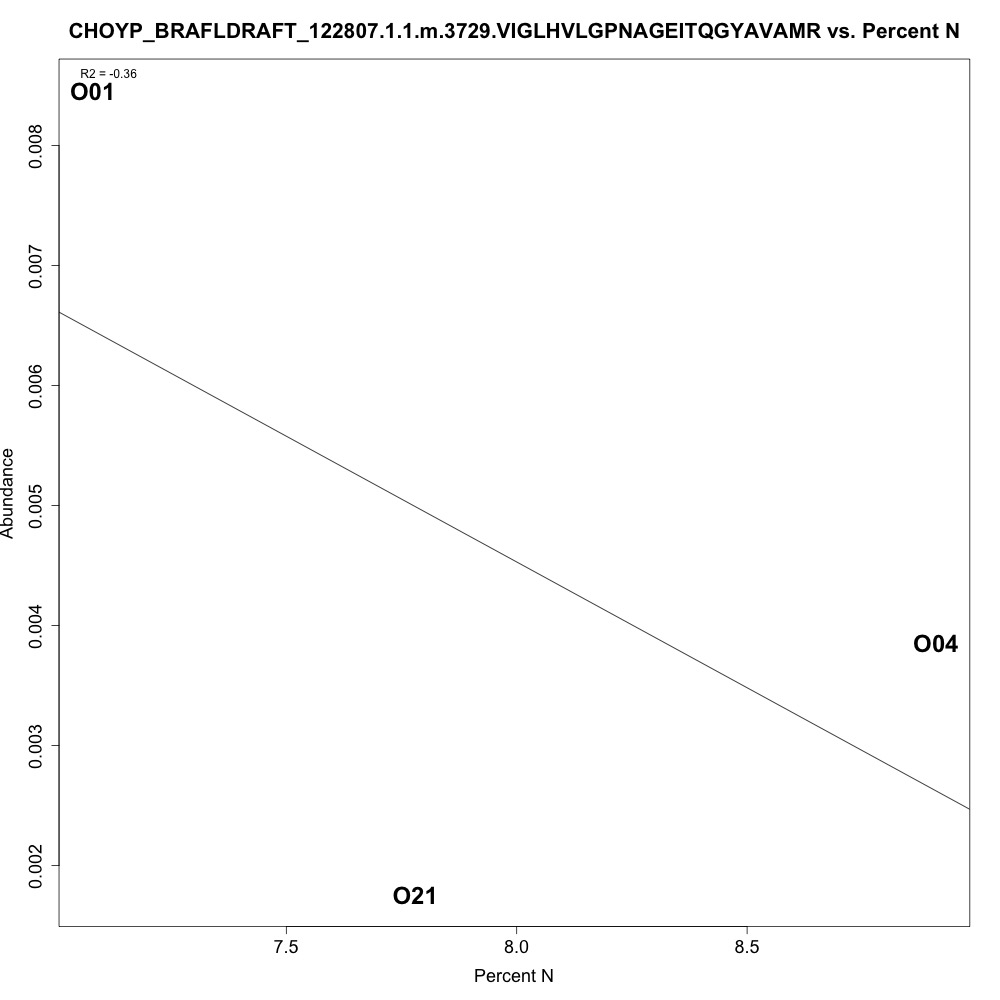 CHOYP_BRAFLDRAFT_122807.1.1.m.3729.VIGLHVLGPNAGEITQGYAVAMR vs. Percent N
R2 = -0.36
O01
0.008
0.007
0.006
0.005
0.004
0.003
0.002
Abundance
O04
O21
7.5 8.0 8.5
Percent N